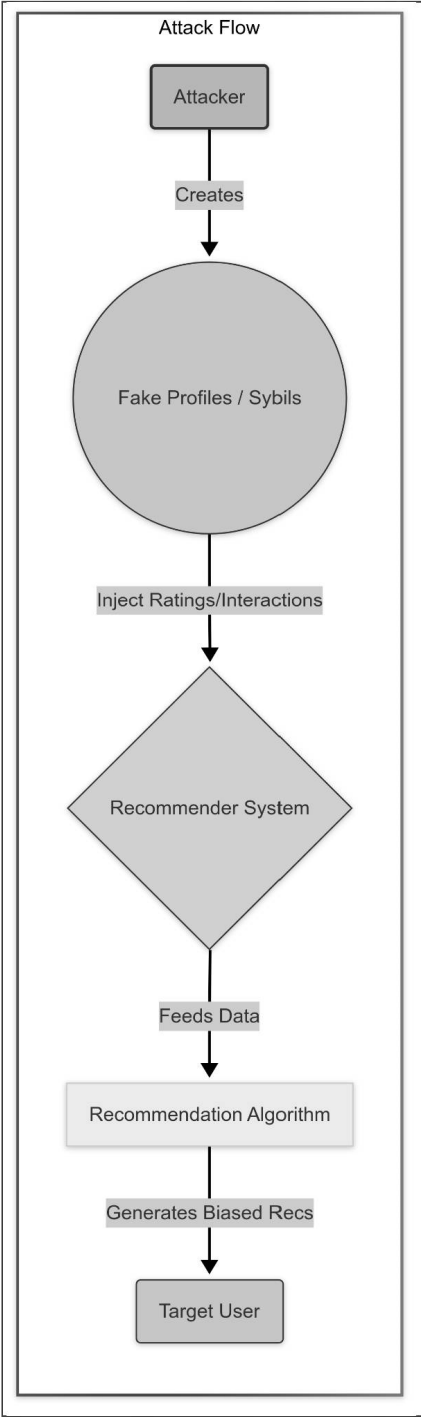 Attack Flow
Attacker
Creates
Fake Profiles / Sybils
Inject Ratings/Interactions
Recommender System
Feeds Data
Recommendation Algorithm
Generates Biased Recs
Target User